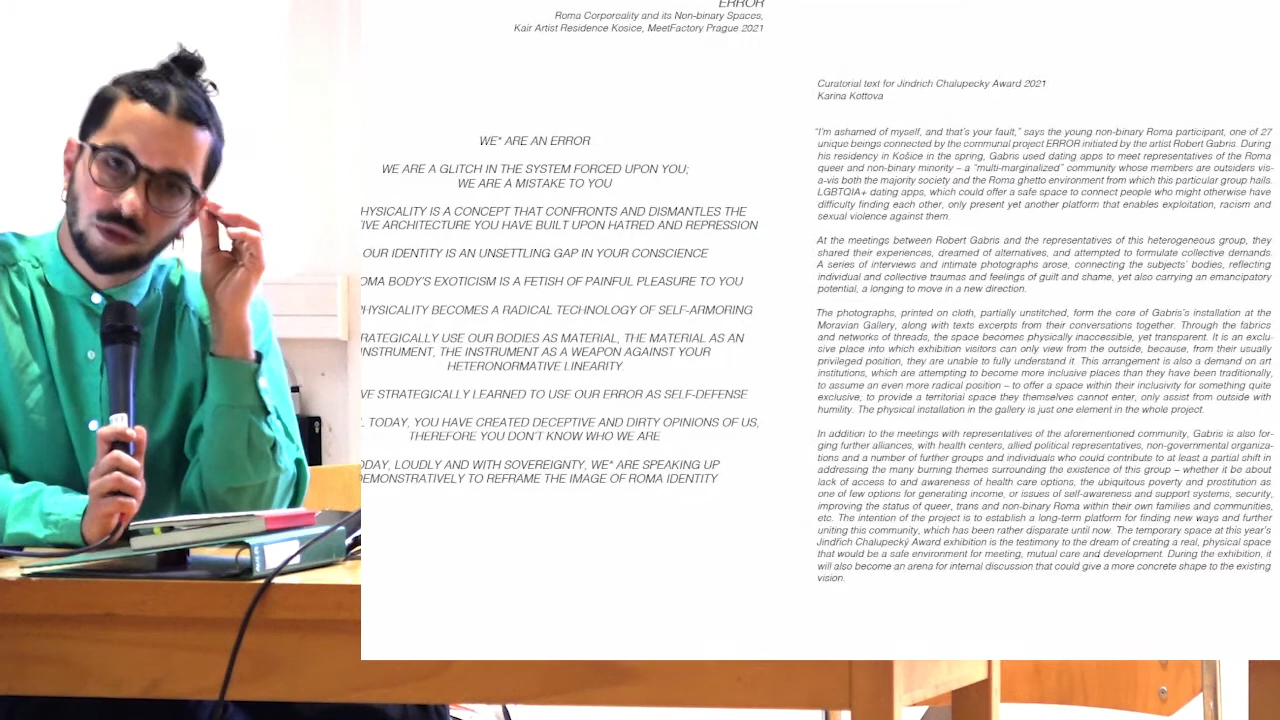 ERROR
Roma Corporeality and its Non-binary Spaces,
Kair Artist Residence Kosice, MeetFactory Prague 2021
WE* ARE AN ERROR
WE ARE A GLITCH IN THE SYSTEM FORCED UPON YOU;
WE ARE A MISTAKE TO YOU
HYSICALITY IS A CONCEPT THAT CONFRONTS AND DISMANTLES THE
IVE ARCHITECTURE YOU HAVE BUILT UPON HATRED AND REPRESSION
OUR IDENTITY IS AN UNSETTLING GAP IN YOUR CONSCIENCE
OMA BODY'S EXOTICISM IS A FETISH OF PAINFUL PLEASURE TO YOU
HYSICALITY BECOMES A RADICAL TECHNOLOGY OF SELF-ARMORING
RATEGICALLY USE OUR BODIES AS MATERIAL, THE MATERIAL AS AN
INSTRUMENT, THE INSTRUMENT AS A WEAPON AGAINST YOUR
HETERONORMATIVE LINEARITY
VE STRATEGICALLY LEARNED TO USE OUR ERROR AS SELF-DEFENSE
L TODAY, YOU HAVE CREATED DECEPTIVE AND DIRTY OPINIONS OF US,
THEREFORE YOU DON'T KNOW WHO WE ARE
ODAY, LOUDLY AND WITH SOVEREIGNTY, WE* ARE SPEAKING UP
DEMONSTRATIVELY TO REFRAME THE IMAGE OF ROMA IDENTITY
Curatorial text for Jindrich Chalupecky Award 2021
Karina Kottova
"I'm ashamed of myself, and that's your fault," says the young non-binary Roma participant, one of 27
unique beings connected by the communal project ERROR initiated by the artist Robert Gabris. During
his residency in Košice in the spring, Gabris used dating apps to meet representatives of the Roma
queer and non-binary minority – a "multi-marginalized" community whose members are outsiders vis-
a-vis both the majority society and the Roma ghetto environment from which this particular group hails.
LGBTQIA+ dating apps, which could offer a safe space to connect people who might otherwise have
difficulty finding each other, only present yet another platform that enables exploitation, racism and
sexual violence against them.
At the meetings between Robert Gabris and the representatives of this heterogeneous group, they
shared their experiences, dreamed of alternatives, and attempted to formulate collective demands.
A series of interviews and intimate photographs arose, connecting the subjects' bodies, reflecting
individual and collective traumas and feelings of guilt and shame, yet also carrying an emancipatory
potential, a longing to move in a new direction.
The photographs, printed on cloth, partially unstitched, form the core of Gabris's installation at the
Moravian Gallery, along with texts excerpts from their conversations together. Through the fabrics
and networks of threads, the space becomes physically inaccessible, yet transparent. It is an exclu-
sive place into which exhibition visitors can only view from the outside, because, from their usually
privileged position, they are unable to fully understand it. This arrangement is also a demand on art
institutions, which are attempting to become more inclusive places than they have been traditionally,
to assume an even more radical position – to offer a space within their inclusivity for something quite
exclusive; to provide a territorial space they themselves cannot enter, only assist from outside with
humility. The physical installation in the gallery is just one element in the whole project.
In addition to the meetings with representatives of the aforementioned community, Gabris is also for-
ging further alliances, with health centers, allied political representatives, non-governmental organiza-
tions and a number of further groups and individuals who could contribute to at least a partial shift in
addressing the many burning themes surrounding the existence of this group – whether it be about
lack of access to and awareness of health care options, the ubiquitous poverty and prostitution as
one of few options for generating income, or issues of self-awareness and support systems, security,
improving the status of queer, trans and non-binary Roma within their own families and communities,
etc. The intention of the project is to establish a long-term platform for finding new ways and further
uniting this community, which has been rather disparate until now. The temporary space at this year's
Jindřich Chalupecký Award exhibition is the testimony to the dream of creating a real, physical space
that would be a safe environment for meeting, mutual care and development. During the exhibition, it
will also become an arena for internal discussion that could give a more concrete shape to the existing
vision.